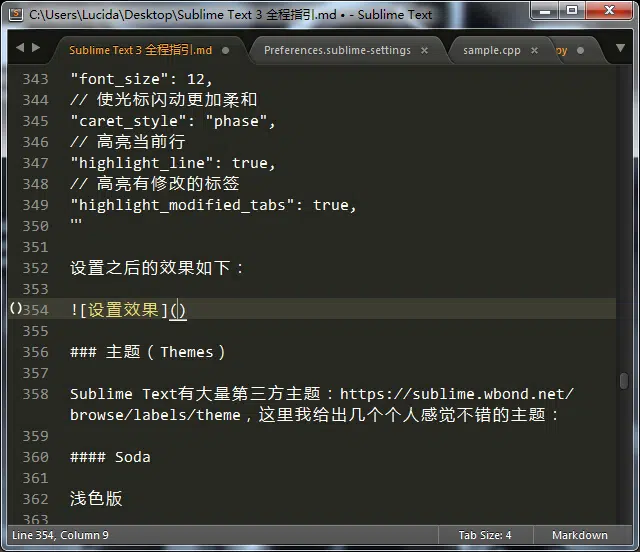 C:\Users\Lucida\Desktop\Sublime Text 3 全程指引.md • - Sublime Text
Sublime Text 3 全程指引.md
Preferences.sublime-settings
sample.cpp
py
343 "font_size": 12,
344 // 使光标闪动更加柔和
345 "caret_style": "phase",
346 // 高亮当前行
347 "highlight_line": true,
348 // 高亮有修改的标签
349 "highlight_modified_tabs": true,
350 ```
351
352 设置之后的效果如下：
353
()354 ![设置效果]()
355
356 ### 主题（Themes）
357
358 Sublime Text有大量第三方主题：https://sublime.wbond.net/
browse/labels/theme，这里我给出几个个人感觉不错的主题：
359
360 #### Soda
361
362 浅色版
363
Line 354, Column 9
Tab Size: 4
Markdown